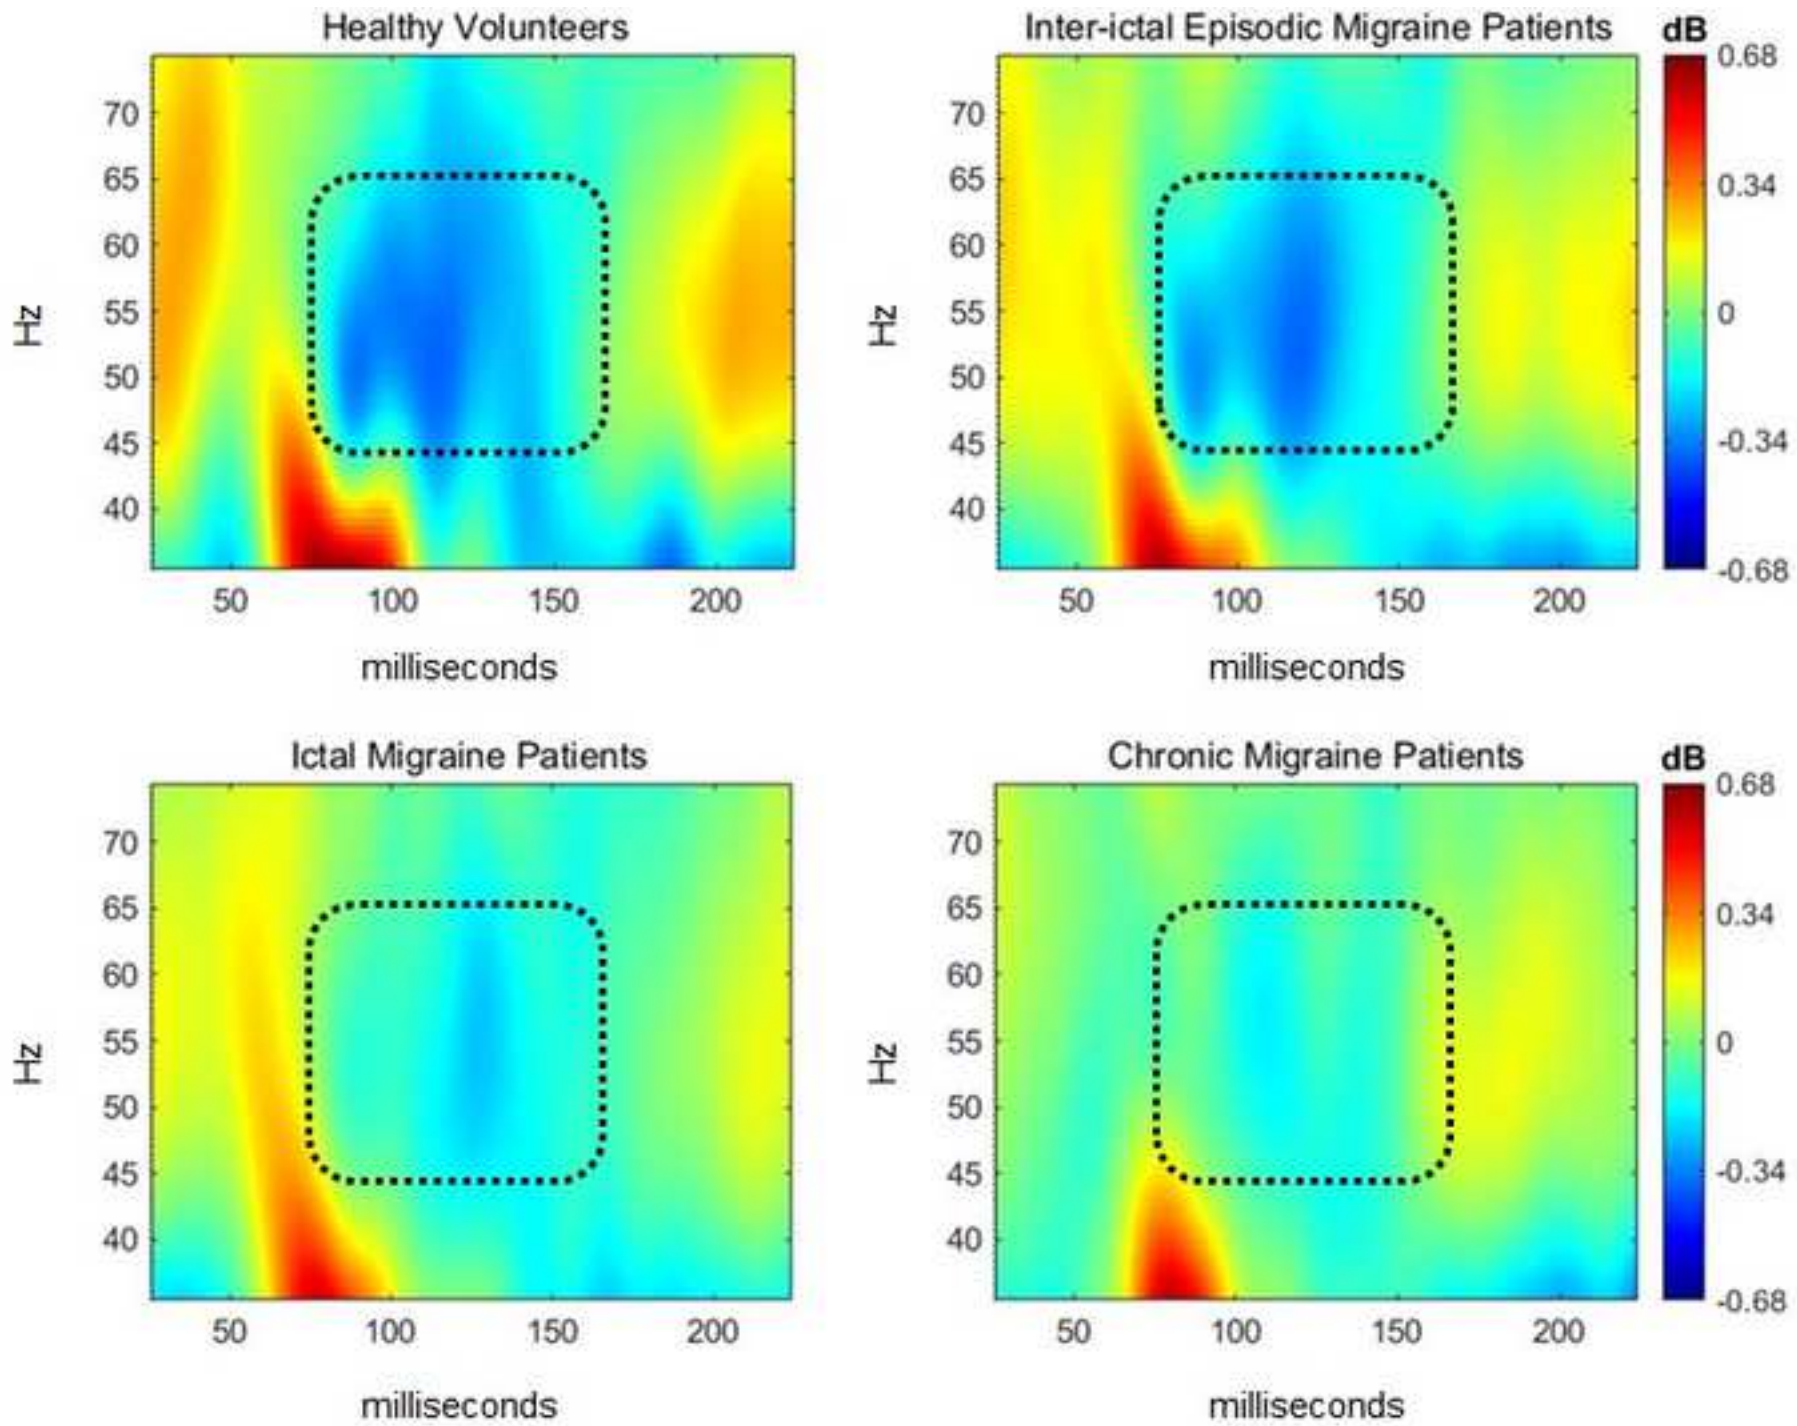 Healthy Volunteers
Inter-ictal Episodic Migraine Patients
dB
70
65
60
55
50
45
40
Hz
50 100 150 200
milliseconds
70
65
60
55
50
45
40
Hz
50 100 150 200
milliseconds
0.68
0.34
0
-0.34
-0.68
Ictal Migraine Patients
Chronic Migraine Patients
dB
70
65
60
55
50
45
40
Hz
50 100 150 200
milliseconds
70
65
60
55
50
45
40
Hz
50 100 150 200
milliseconds
0.68
0.34
0
-0.34
-0.68